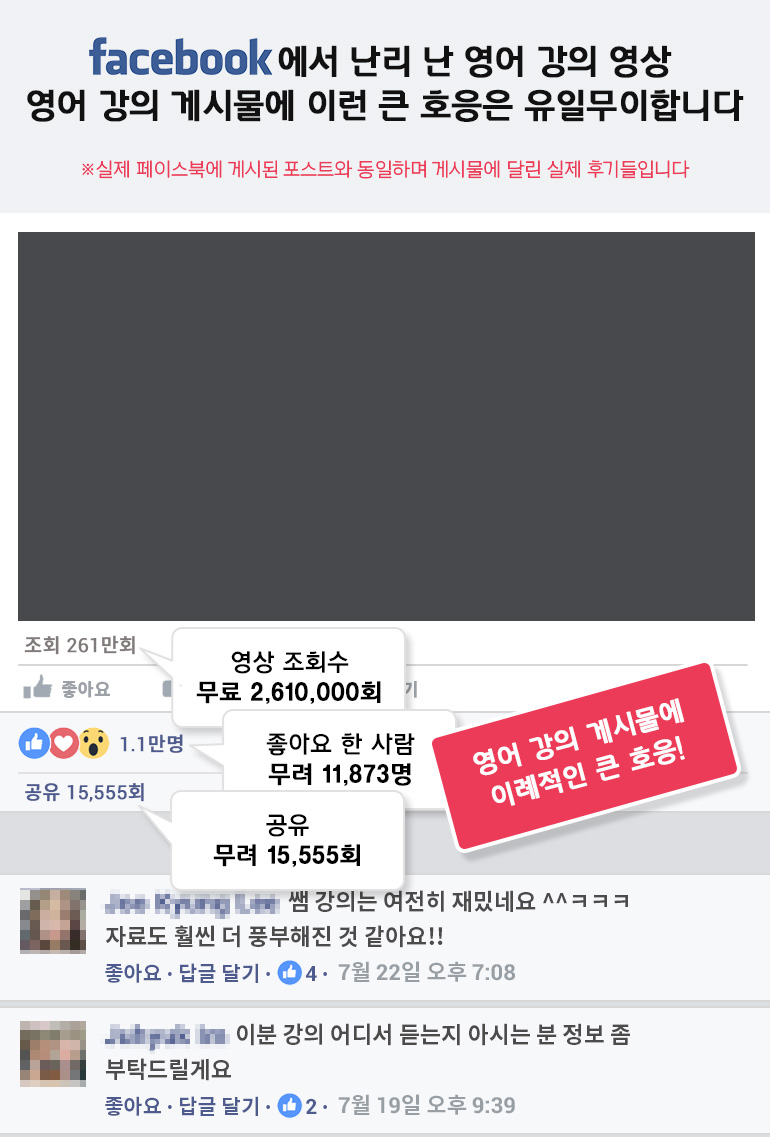 facebook에서 난리 난 영어 강의 영상
영어 강의 게시물에 이런 큰 호응은 유일무이합니다
※실제 페이스북에 게시된 포스트와 동일하며 게시물에 달린 실제 후기들입니다
조회 261만회
영상 조회수
무료 2,610,000회
좋아요
기
1.1만명
좋아요 한 사람
무려 11,873명
영어 강의 게시물에
이례적인 큰 호응!
공유 15,555회
공유
무려 15,555회
쌤 강의는 여전히 재밌네요 ^^ㅋㅋㅋ
자료도 훨씬 더 풍부해진 것 같아요!!
좋아요 · 답글 달기 · 4 · 7월 22일 오후 7:08
이분 강의 어디서 듣는지 아시는 분 정보 좀
부탁드릴게요
좋아요 · 답글 달기 · 2 · 7월 19일 오후 9:39